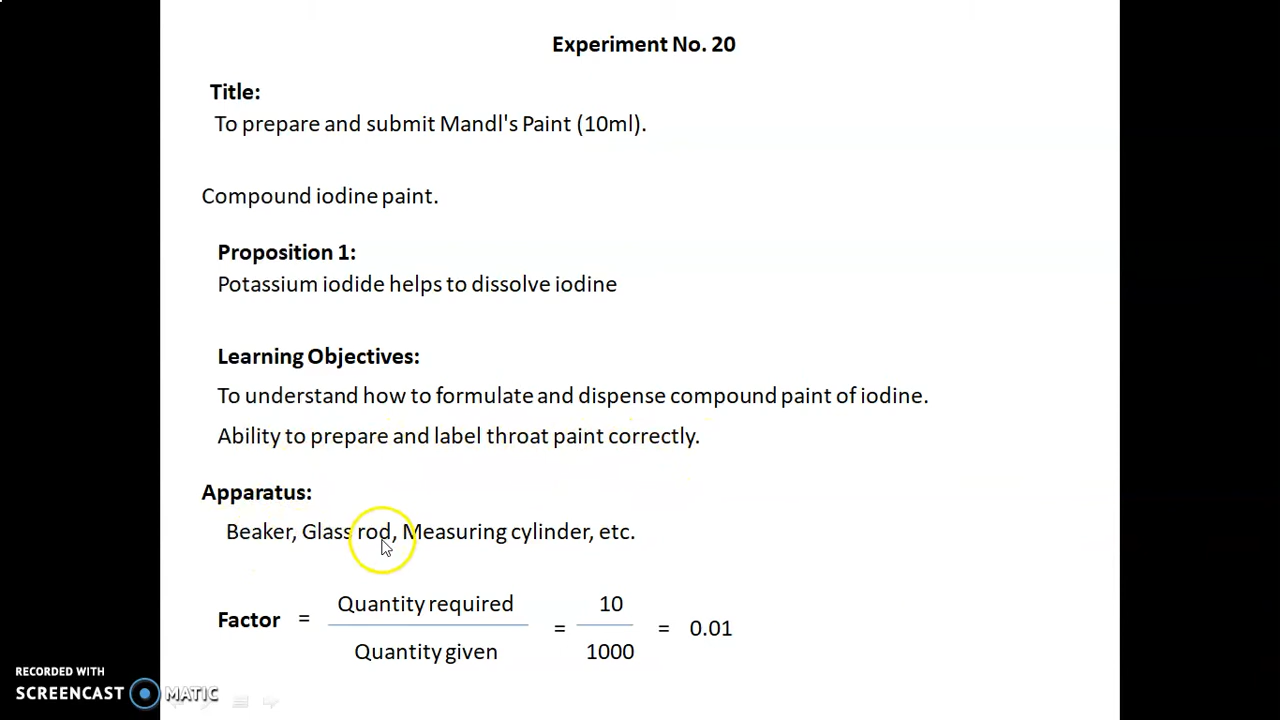 Experiment No. 20
Title:
To prepare and submit Mandl's Paint (10ml).
Compound iodine paint.
Proposition 1:
Potassium iodide helps to dissolve iodine
Learning Objectives:
To understand how to formulate and dispense compound paint of iodine.
Ability to prepare and label throat paint correctly.
Apparatus:
Beaker, Glass rod, Measuring cylinder, etc.
Factor = Quantity required = 10 = 0.01
Quantity given 1000
RECORDED WITH
SCREENCAST MATIC